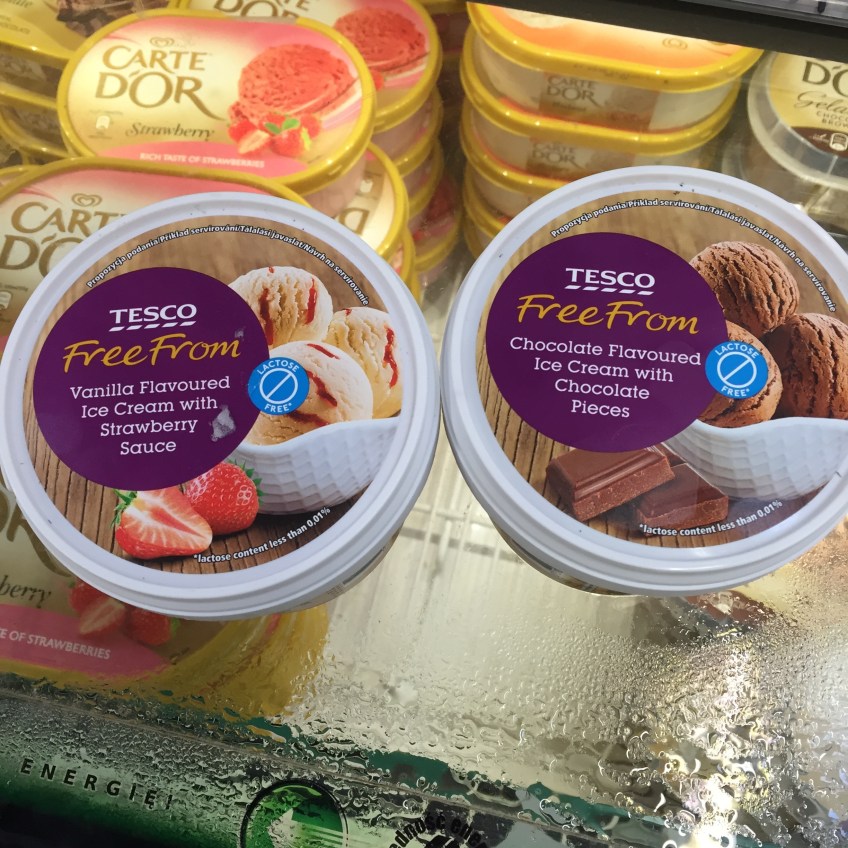 CARTE
D'OR
Strawberry
RICH TASTE OF STRAWBERRIES
CARTE
D'OR
CARTE
D'OR
Propozycja podania/Příklad servírování/Tálalási javaslat/Návrh na servírovanie
TESCO
Free From
Vanilla Flavoured
Ice Cream with
Strawberry
Sauce
LACTOSE
FREE*
*lactose content less than 0,01%
Propozycja podania/Příklad servírování/Tálalási javaslat/Návrh na servírovanie
TESCO
Free From
Chocolate Flavoured
Ice Cream with
Chocolate
Pieces
LACTOSE
FREE*
*lactose content less than 0,01%
TE OF STRAWBERRIES
ENERGIĘ!